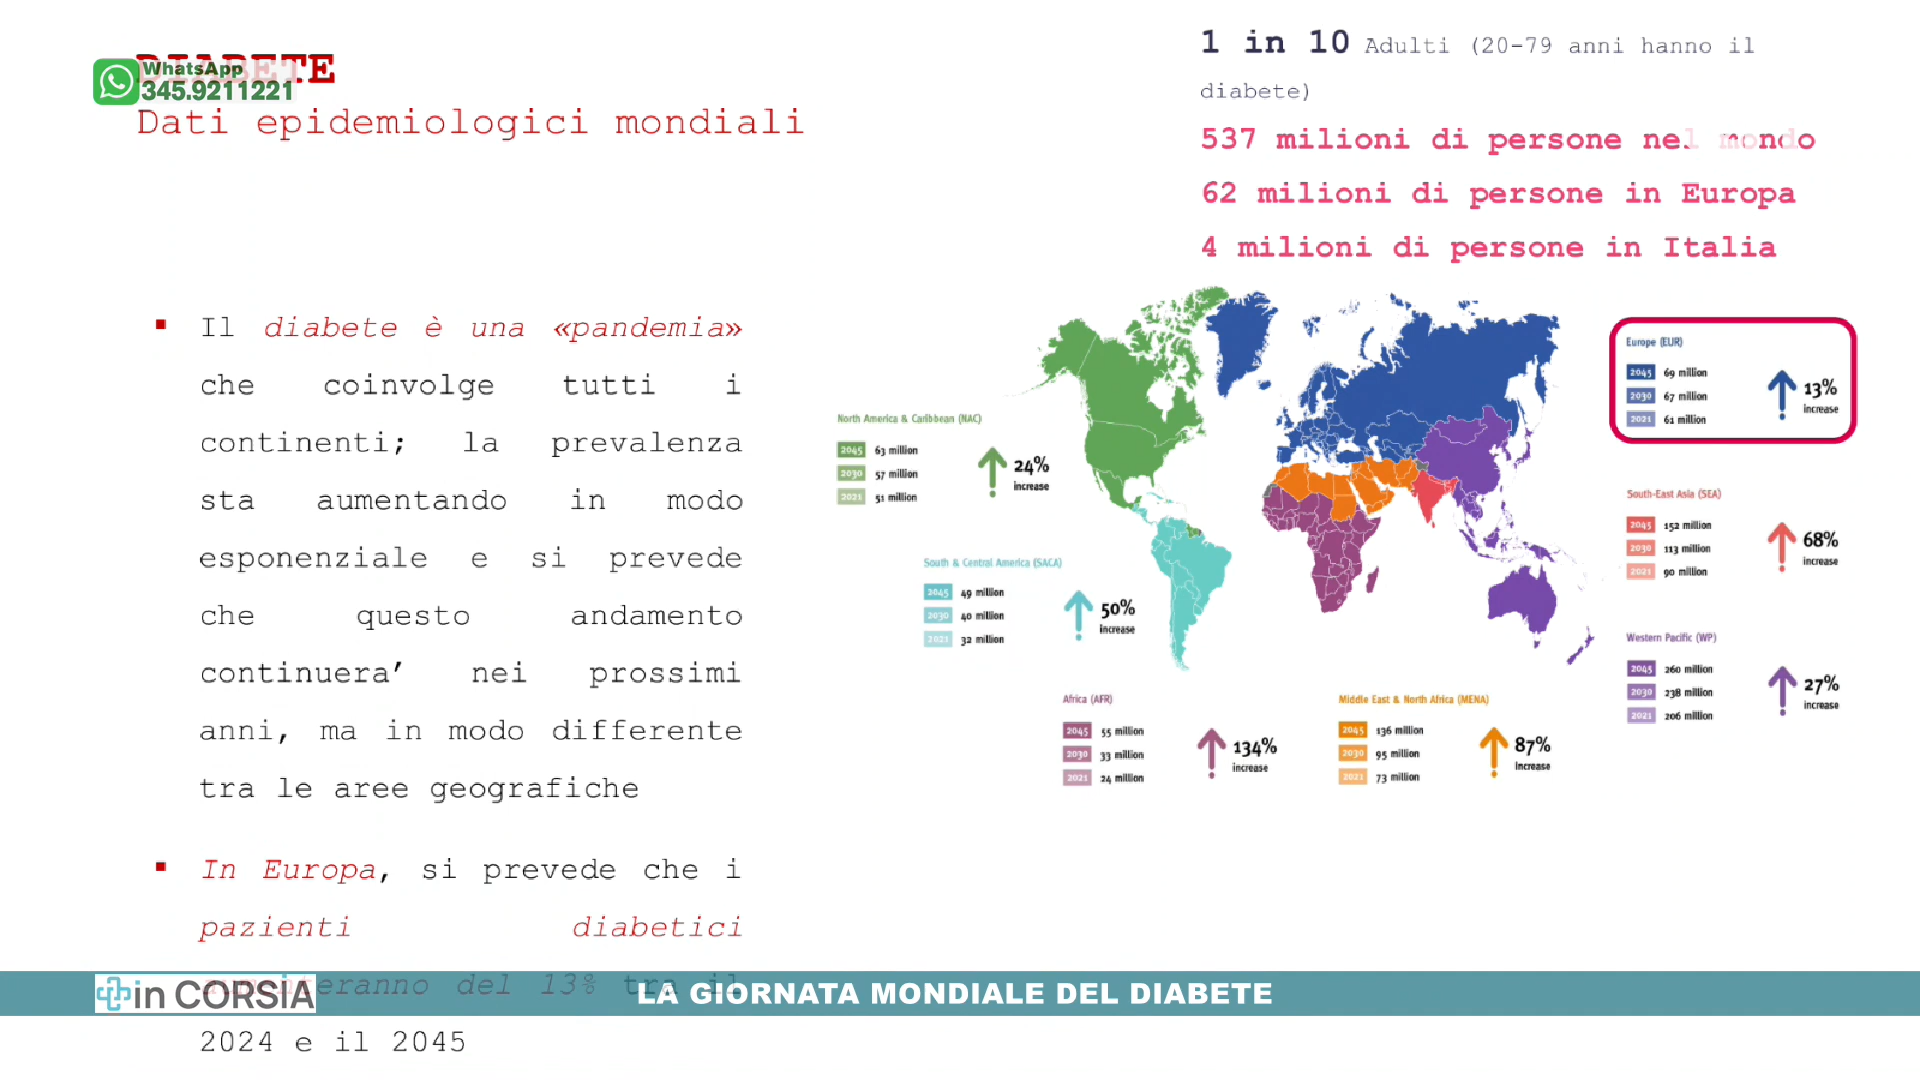 DIABETE
WhatsApp
345.9211221
Dati epidemiologici mondiali
1 in 10 Adulti (20-79 anni hanno il
diabete)
537 milioni di persone nel mondo
62 milioni di persone in Europa
4 milioni di persone in Italia
▪ Il diabete è una «pandemia»
che coinvolge tutti i
continenti; la prevalenza
sta aumentando in modo
esponenziale e si prevede
che questo andamento
continuera’ nei prossimi
anni, ma in modo differente
tra le aree geografiche
▪ In Europa, si prevede che i
pazienti diabetici
aumenteranno del 13% tra il
2024 e il 2045
North America & Caribbean (NAC)
2045 63 million
2030 57 million
2021 51 million
24%
increase
South & Central America (SACA)
2045 49 million
2030 40 million
2021 32 million
50%
increase
Africa (AFR)
2045 55 million
2030 33 million
2021 24 million
134%
increase
Middle East & North Africa (MENA)
2045 136 million
2030 95 million
2021 73 million
87%
increase
Europe (EUR)
2045 69 million
2030 67 million
2021 61 million
13%
increase
South-East Asia (SEA)
2045 152 million
2030 113 million
2021 90 million
68%
increase
Western Pacific (WP)
2045 260 million
2030 238 million
2021 206 million
27%
increase
in CORSIA
LA GIORNATA MONDIALE DEL DIABETE